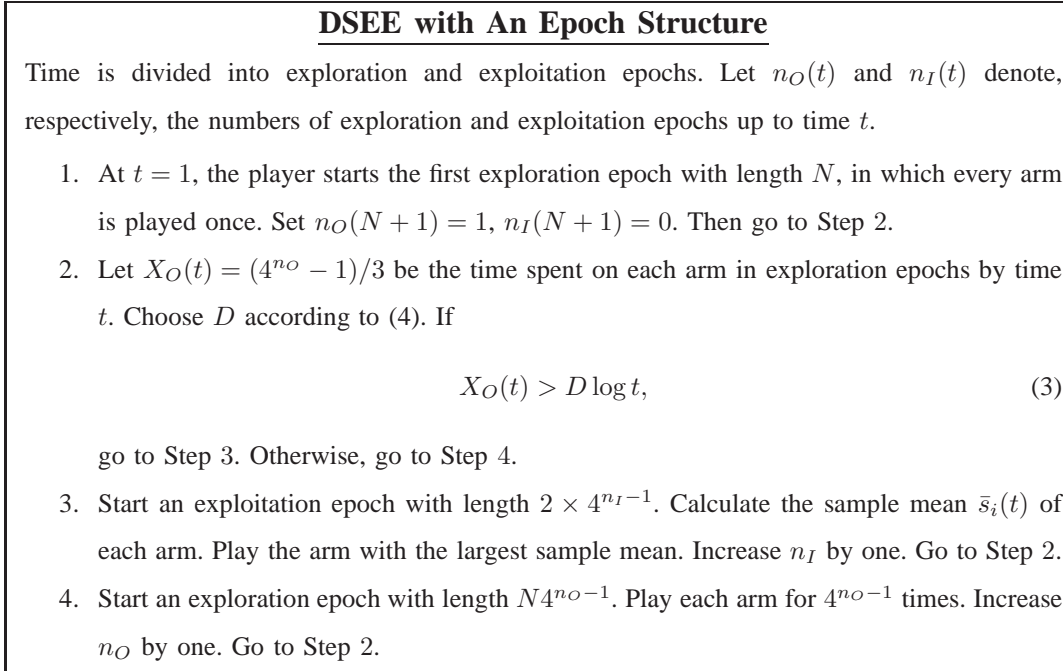 DSEE with An Epoch Structure
Time is divided into exploration and exploitation epochs. Let $n_O(t)$ and $n_I(t)$ denote,
respectively, the numbers of exploration and exploitation epochs up to time $t$.
1. At $t = 1$, the player starts the first exploration epoch with length $N$, in which every arm
is played once. Set $n_O(N + 1) = 1$, $n_I(N + 1) = 0$. Then go to Step 2.
2. Let $X_O(t) = (4^{n_O} - 1)/3$ be the time spent on each arm in exploration epochs by time
$t$. Choose $D$ according to (4). If
$X_O(t) > D \log t,$ (3)
go to Step 3. Otherwise, go to Step 4.
3. Start an exploitation epoch with length $2 \times 4^{n_I-1}$. Calculate the sample mean $\bar{s}_i(t)$ of
each arm. Play the arm with the largest sample mean. Increase $n_I$ by one. Go to Step 2.
4. Start an exploration epoch with length $N4^{n_O-1}$. Play each arm for $4^{n_O-1}$ times. Increase
$n_O$ by one. Go to Step 2.